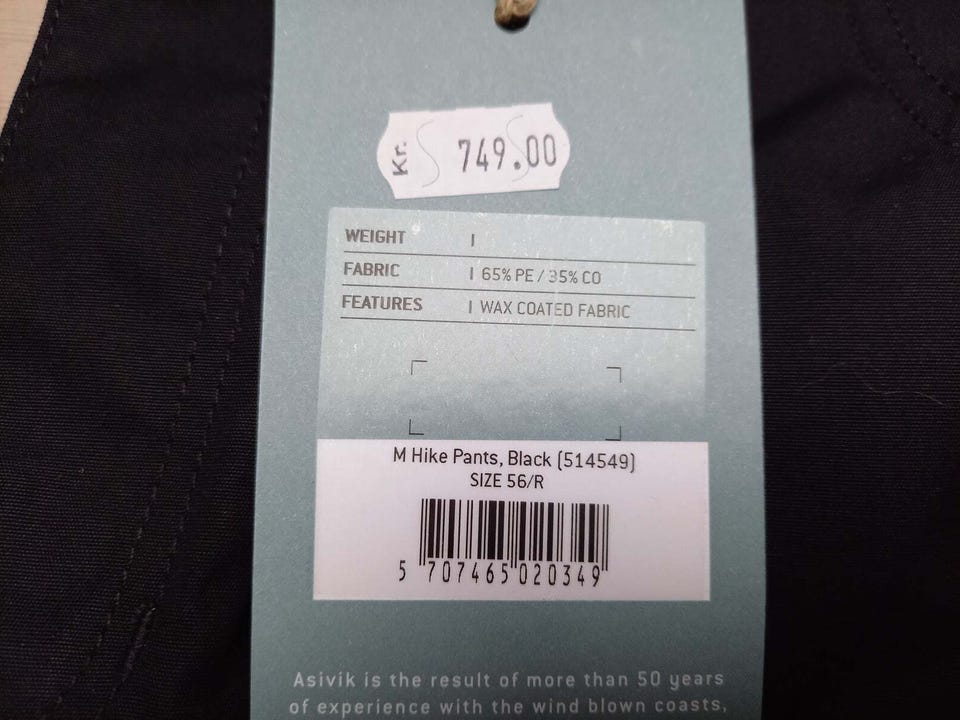 Kr. 749.00
WEIGHT |
FABRIC | 65% PE / 35% CO
FEATURES | WAX COATED FABRIC
M Hike Pants, Black (514549)
SIZE 56/R
5 707465 020349
Asivik is the result of more than 50 years
of experience with the wind blown coasts,